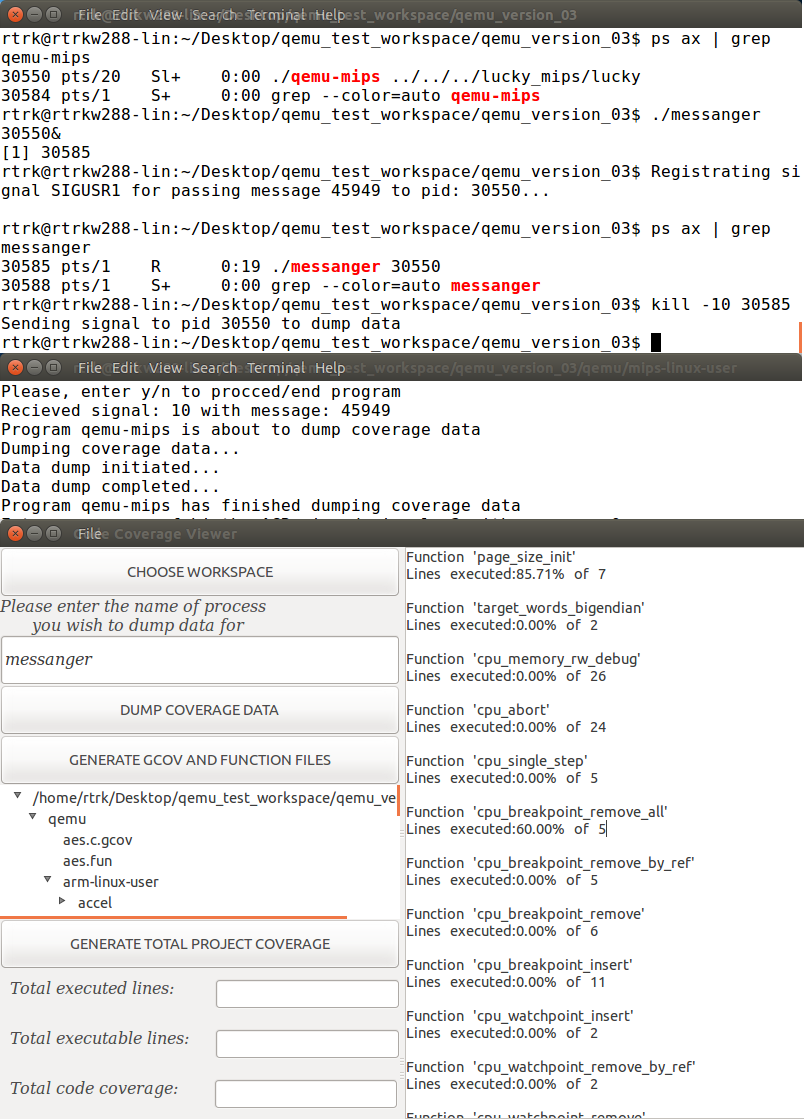 File Edit View Search Terminal Help
rtrk@rtrkw288-lin:~/Desktop/qemu_test_workspace/qemu_version_03$ ps ax | grep
qemu-mips
30550 pts/20   Sl+    0:00 ./qemu-mips ../../../lucky_mips/lucky
30584 pts/1    S+     0:00 grep --color=auto qemu-mips
rtrk@rtrkw288-lin:~/Desktop/qemu_test_workspace/qemu_version_03$ ./messanger
30550&
[1] 30585
rtrk@rtrkw288-lin:~/Desktop/qemu_test_workspace/qemu_version_03$ Registrating si
gnal SIGUSR1 for passing message 45949 to pid: 30550...
rtrk@rtrkw288-lin:~/Desktop/qemu_test_workspace/qemu_version_03$ ps ax | grep
messanger
30585 pts/1    R      0:19 ./messanger 30550
30588 pts/1    S+     0:00 grep --color=auto messanger
rtrk@rtrkw288-lin:~/Desktop/qemu_test_workspace/qemu_version_03$ kill -10 30585
Sending signal to pid 30550 to dump data
rtrk@rtrkw288-lin:~/Desktop/qemu_test_workspace/qemu_version_03$
File Edit View Search Terminal Help
Please, enter y/n to procced/end program
Recieved signal: 10 with message: 45949
Program qemu-mips is about to dump coverage data
Dumping coverage data...
Data dump initiated...
Data dump completed...
Program qemu-mips has finished dumping coverage data
File
Code Coverage Viewer
CHOOSE WORKSPACE
Please enter the name of process
you wish to dump data for
messanger
DUMP COVERAGE DATA
GENERATE GCOV AND FUNCTION FILES
/home/rtrk/Desktop/qemu_test_workspace/qemu_ve
qemu
aes.c.gcov
aes.fun
arm-linux-user
accel
GENERATE TOTAL PROJECT COVERAGE
Total executed lines:
Total executable lines:
Total code coverage:
Function 'page_size_init'
Lines executed:85.71% of 7
Function 'target_words_bigendian'
Lines executed:0.00% of 2
Function 'cpu_memory_rw_debug'
Lines executed:0.00% of 26
Function 'cpu_abort'
Lines executed:0.00% of 24
Function 'cpu_single_step'
Lines executed:0.00% of 5
Function 'cpu_breakpoint_remove_all'
Lines executed:60.00% of 5
Function 'cpu_breakpoint_remove_by_ref'
Lines executed:0.00% of 5
Function 'cpu_breakpoint_remove'
Lines executed:0.00% of 6
Function 'cpu_breakpoint_insert'
Lines executed:0.00% of 11
Function 'cpu_watchpoint_insert'
Lines executed:0.00% of 2
Function 'cpu_watchpoint_remove_by_ref'
Lines executed:0.00% of 2
Function 'cpu_watchpoint_remove'